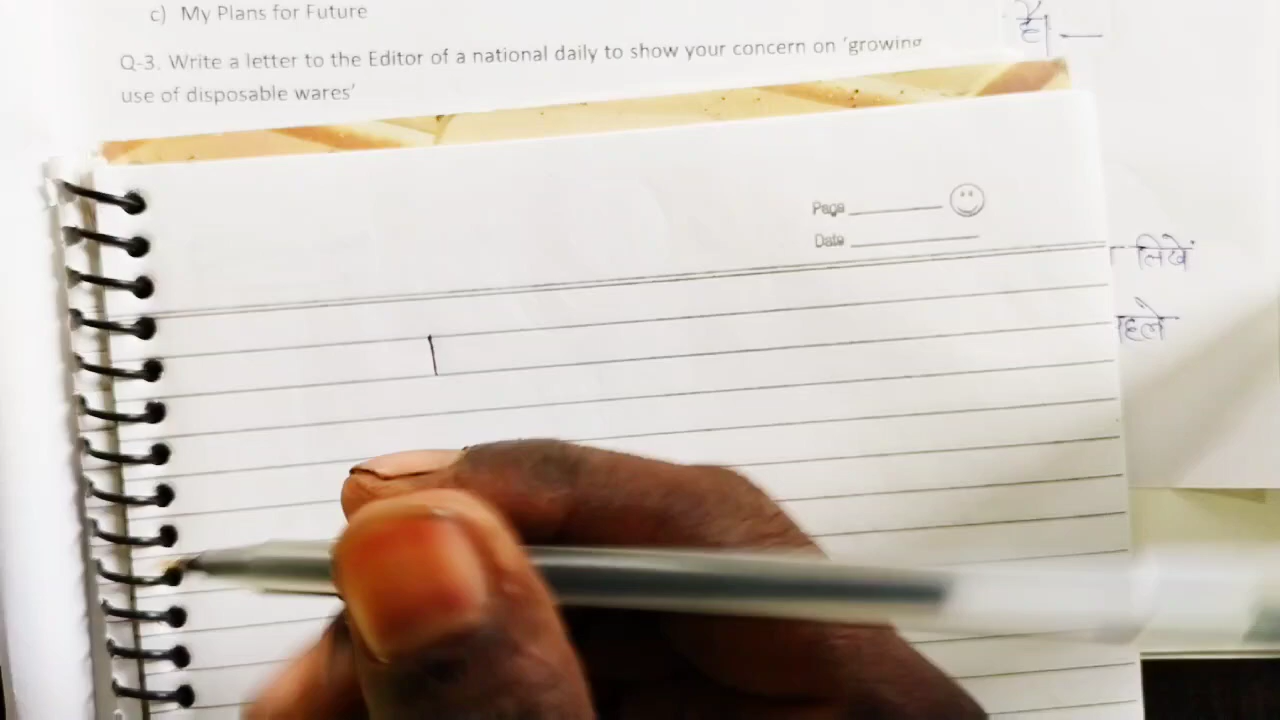 c) My Plans for Future
है।—
Q-3. Write a letter to the Editor of a national daily to show your concern on 'growing
use of disposable wares'
Page
Date
लिखें
हले